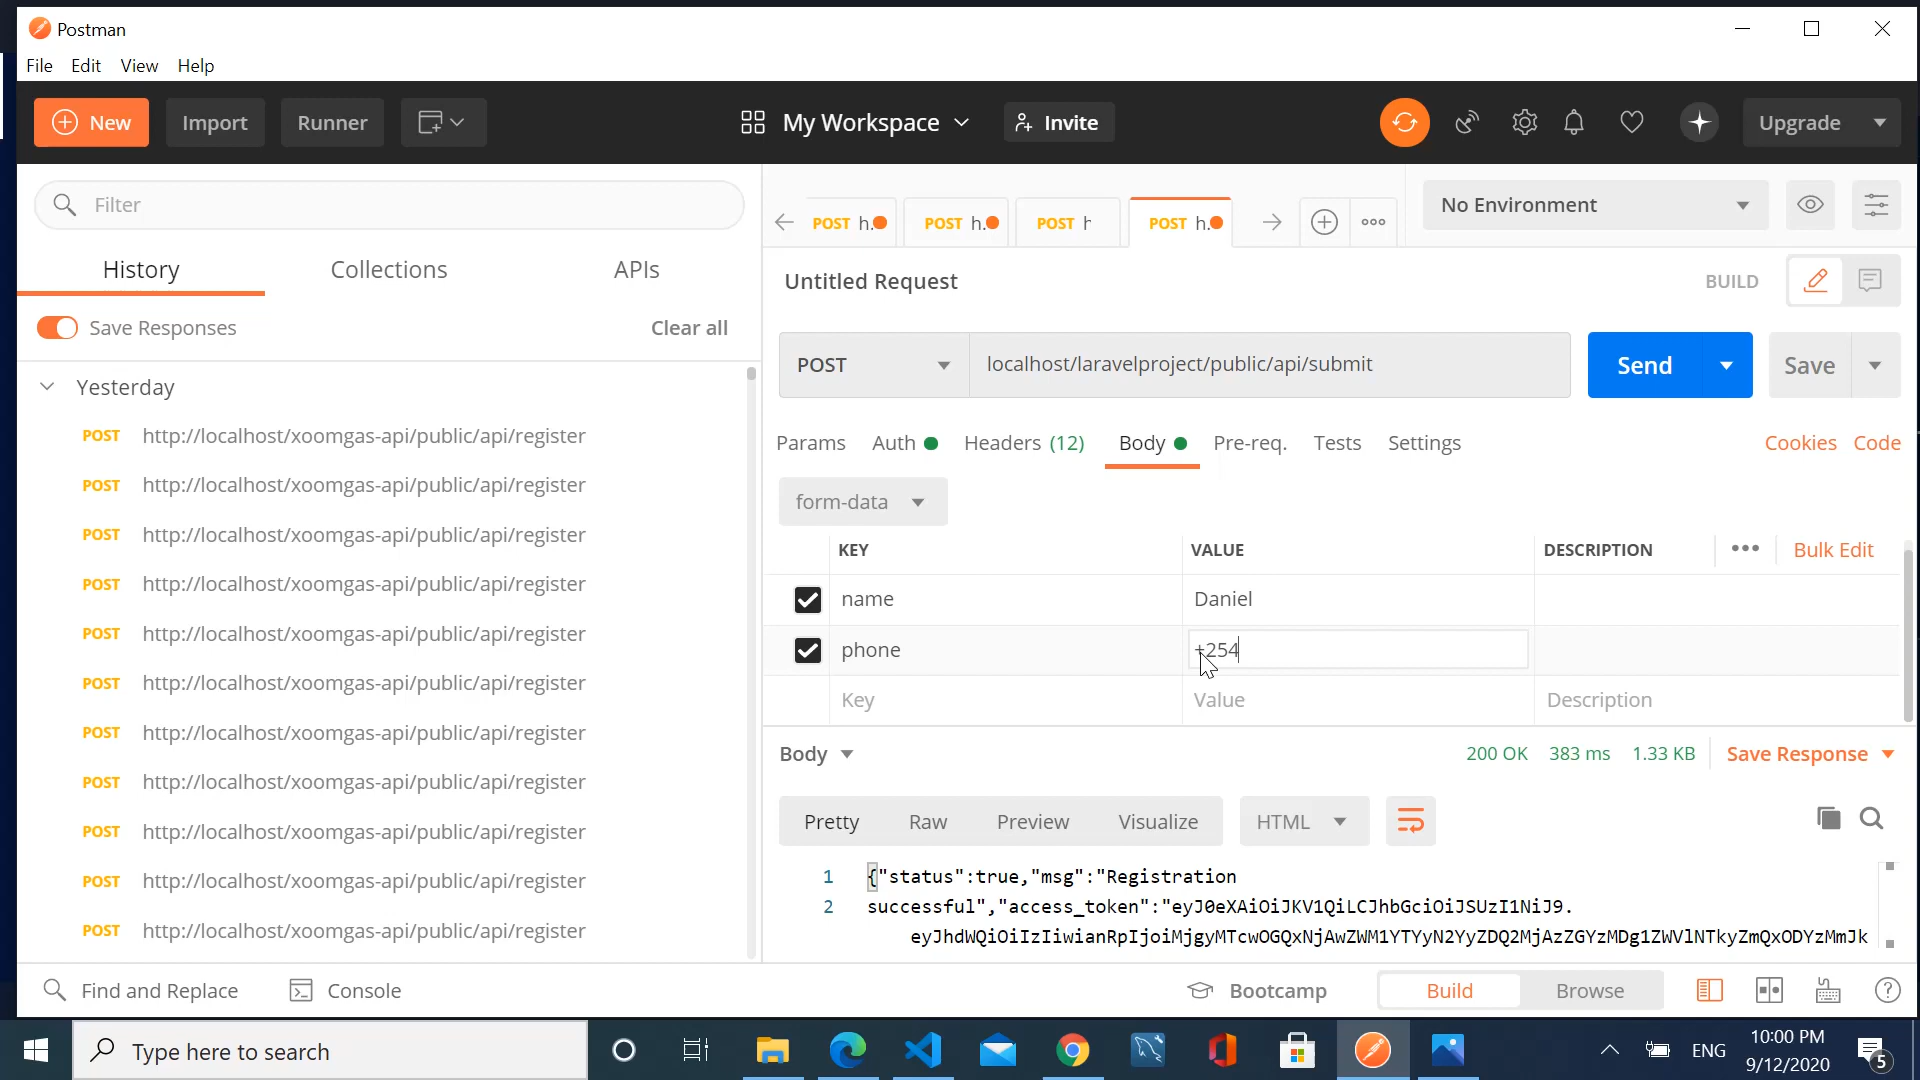 Postman
File Edit View Help
New Import Runner My Workspace Invite Upgrade
Filter
History Collections APIs
Save Responses Clear all
Yesterday
POST http://localhost/xoomgas-api/public/api/register
POST http://localhost/xoomgas-api/public/api/register
POST http://localhost/xoomgas-api/public/api/register
POST http://localhost/xoomgas-api/public/api/register
POST http://localhost/xoomgas-api/public/api/register
POST http://localhost/xoomgas-api/public/api/register
POST http://localhost/xoomgas-api/public/api/register
POST http://localhost/xoomgas-api/public/api/register
POST http://localhost/xoomgas-api/public/api/register
POST http://localhost/xoomgas-api/public/api/register
POST http://localhost/xoomgas-api/public/api/register
POST h. POST h. POST h POST h. No Environment
Untitled Request BUILD
POST localhost/laravelproject/public/api/submit Send Save
Params Auth Headers (12) Body Pre-req. Tests Settings Cookies Code
form-data
KEY VALUE DESCRIPTION ••• Bulk Edit
name Daniel
phone +254
Key Value Description
Body 200 OK 383 ms 1.33 KB Save Response
Pretty Raw Preview Visualize HTML
1 {"status":true,"msg":"Registration
2 successful","access_token":"eyJ0eXAiOiJKV1QiLCJhbGciOiJSUzI1NiJ9.
eyJhdWQiOiIzIiwianRpIjoiMjgyMTcwOGQxNjAwZWM1YTYyN2YyZDQ2MjAzZGYzMDg1ZWVlNTkyZmQxODYzMmJk
Find and Replace Console Bootcamp Build Browse
Type here to search ENG 10:00 PM
9/12/2020 5